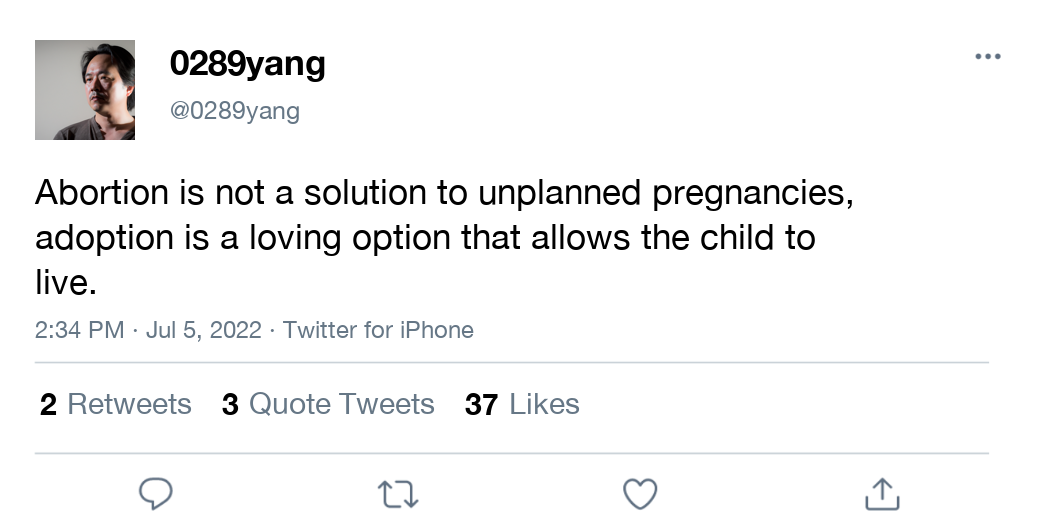 0289yang
@0289yang
Abortion is not a solution to unplanned pregnancies,
adoption is a loving option that allows the child to
live.
2:34 PM · Jul 5, 2022 · Twitter for iPhone
2 Retweets 3 Quote Tweets 37 Likes